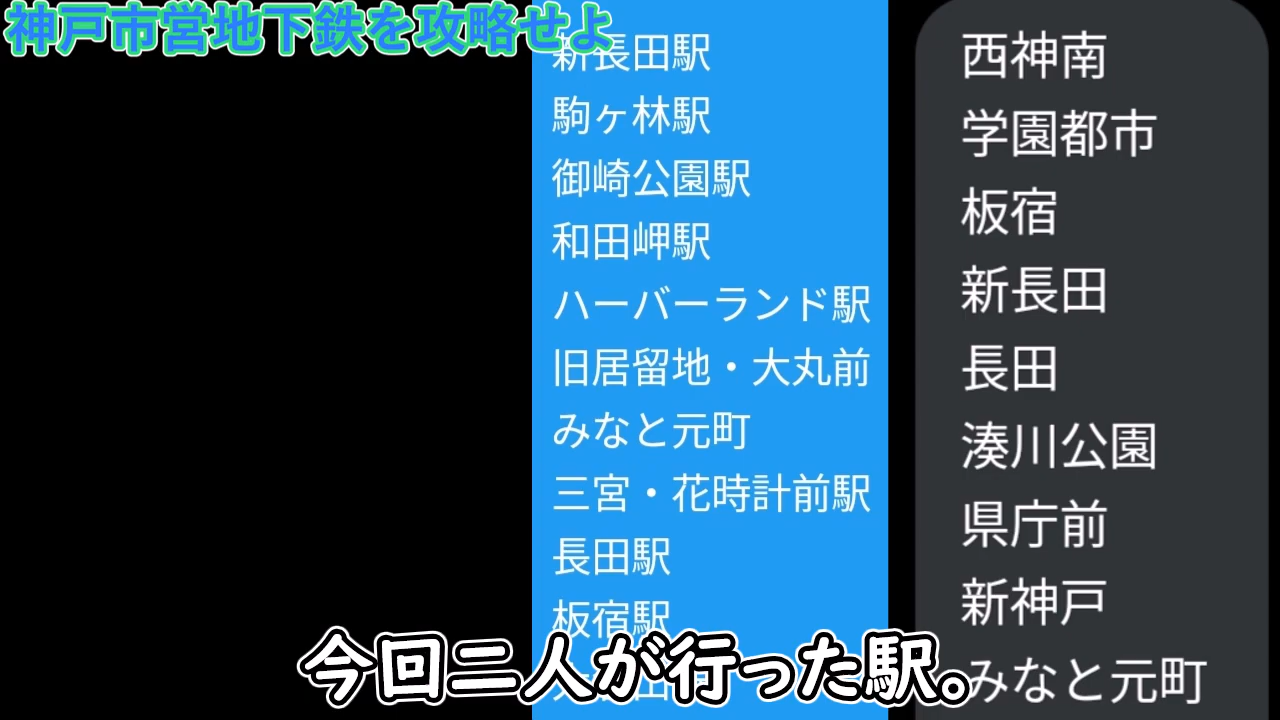 神戸市営地下鉄を攻略せよ
新長田駅
駒ヶ林駅
御崎公園駅
和田岬駅
ハーバーランド駅
旧居留地・大丸前
みなと元町
三宮・花時計前駅
長田駅
板宿駅
西神南
学園都市
板宿
新長田
長田
湊川公園
県庁前
新神戸
みなと元町
今回二人が行った駅。